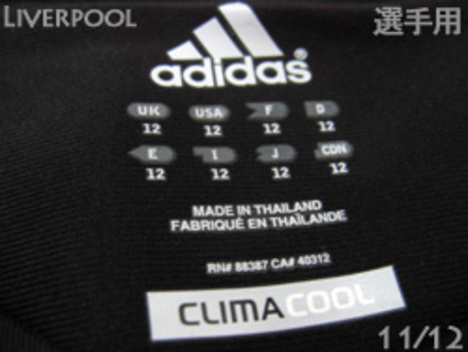 LIVERPOOL 選手用
adidas
UK USA F D
12 12 12 12
E I J CDN
12 12 12 12
MADE IN THAILAND
FABRIQUÉ EN THAÏLANDE
RN# 88387 CA# 40312
CLIMACOOL
11/12